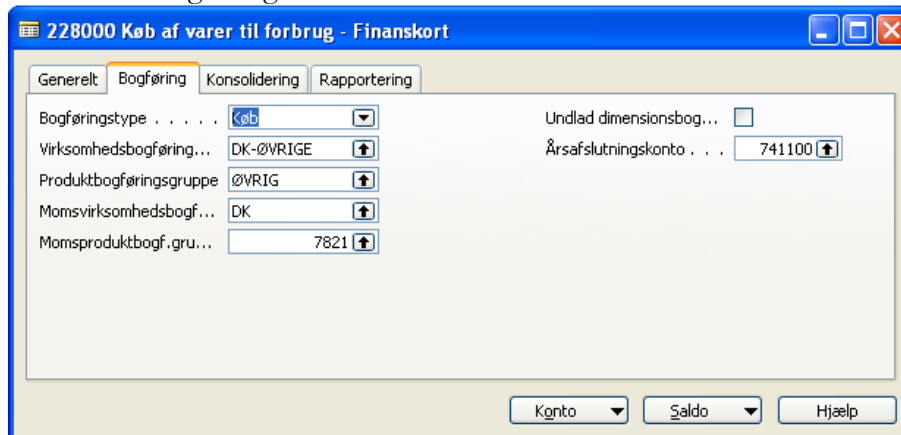 228000 Køb af varer til forbrug - Finanskort
Generelt Bogføring Konsolidering Rapportering
Bogføringstype . . . . . Køb Undlad dimensionsbog...
Virksomhedsbogføring... DK-ØVRIGE Årsafslutningskonto . . . 741100
Produktbogføringsgruppe ØVRIG
Momsvirksomhedsbogf... DK
Momsproduktbogf.gru... 7821
Konto Saldo Hjælp